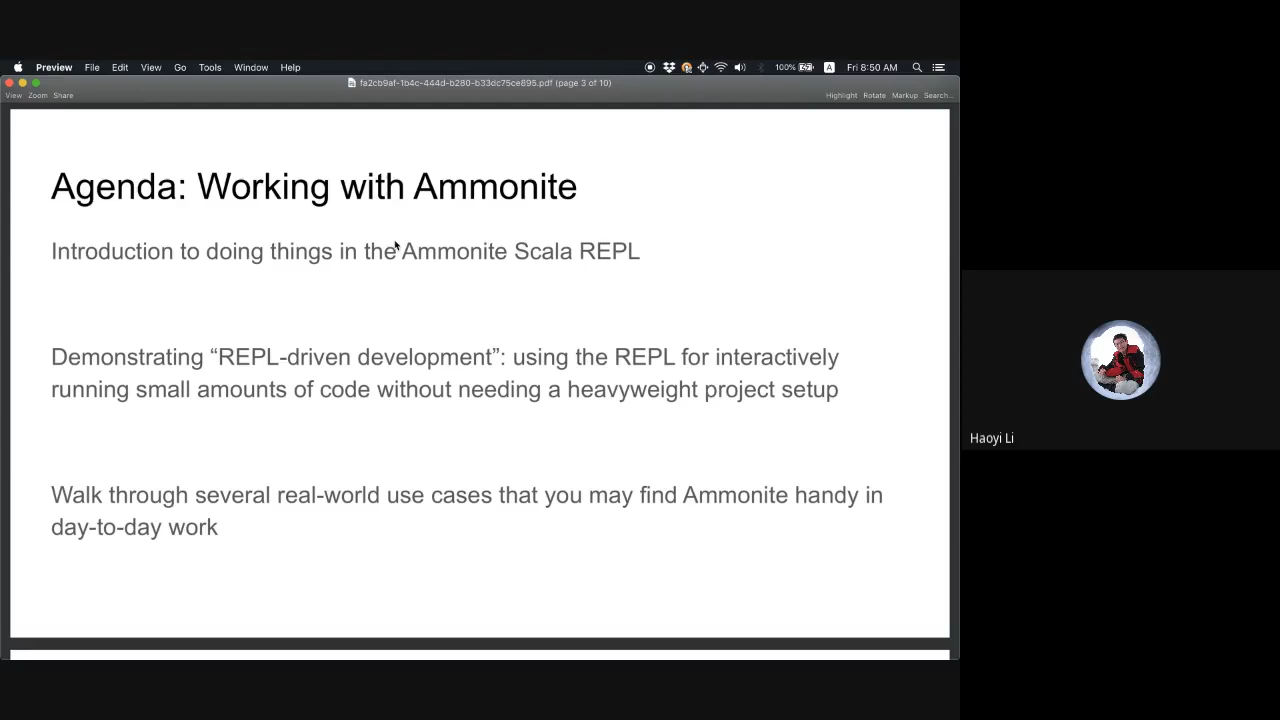 Preview File Edit View Go Tools Window Help 100% A Fri 8:50 AM
fa2cb9af-1b4c-444d-b280-b33dc75ce895.pdf (page 3 of 10)
View Zoom Share Highlight Rotate Markup Search...
Agenda: Working with Ammonite
Introduction to doing things in the Ammonite Scala REPL
Demonstrating “REPL-driven development”: using the REPL for interactively
running small amounts of code without needing a heavyweight project setup
Walk through several real-world use cases that you may find Ammonite handy in
day-to-day work
Haoyi Li